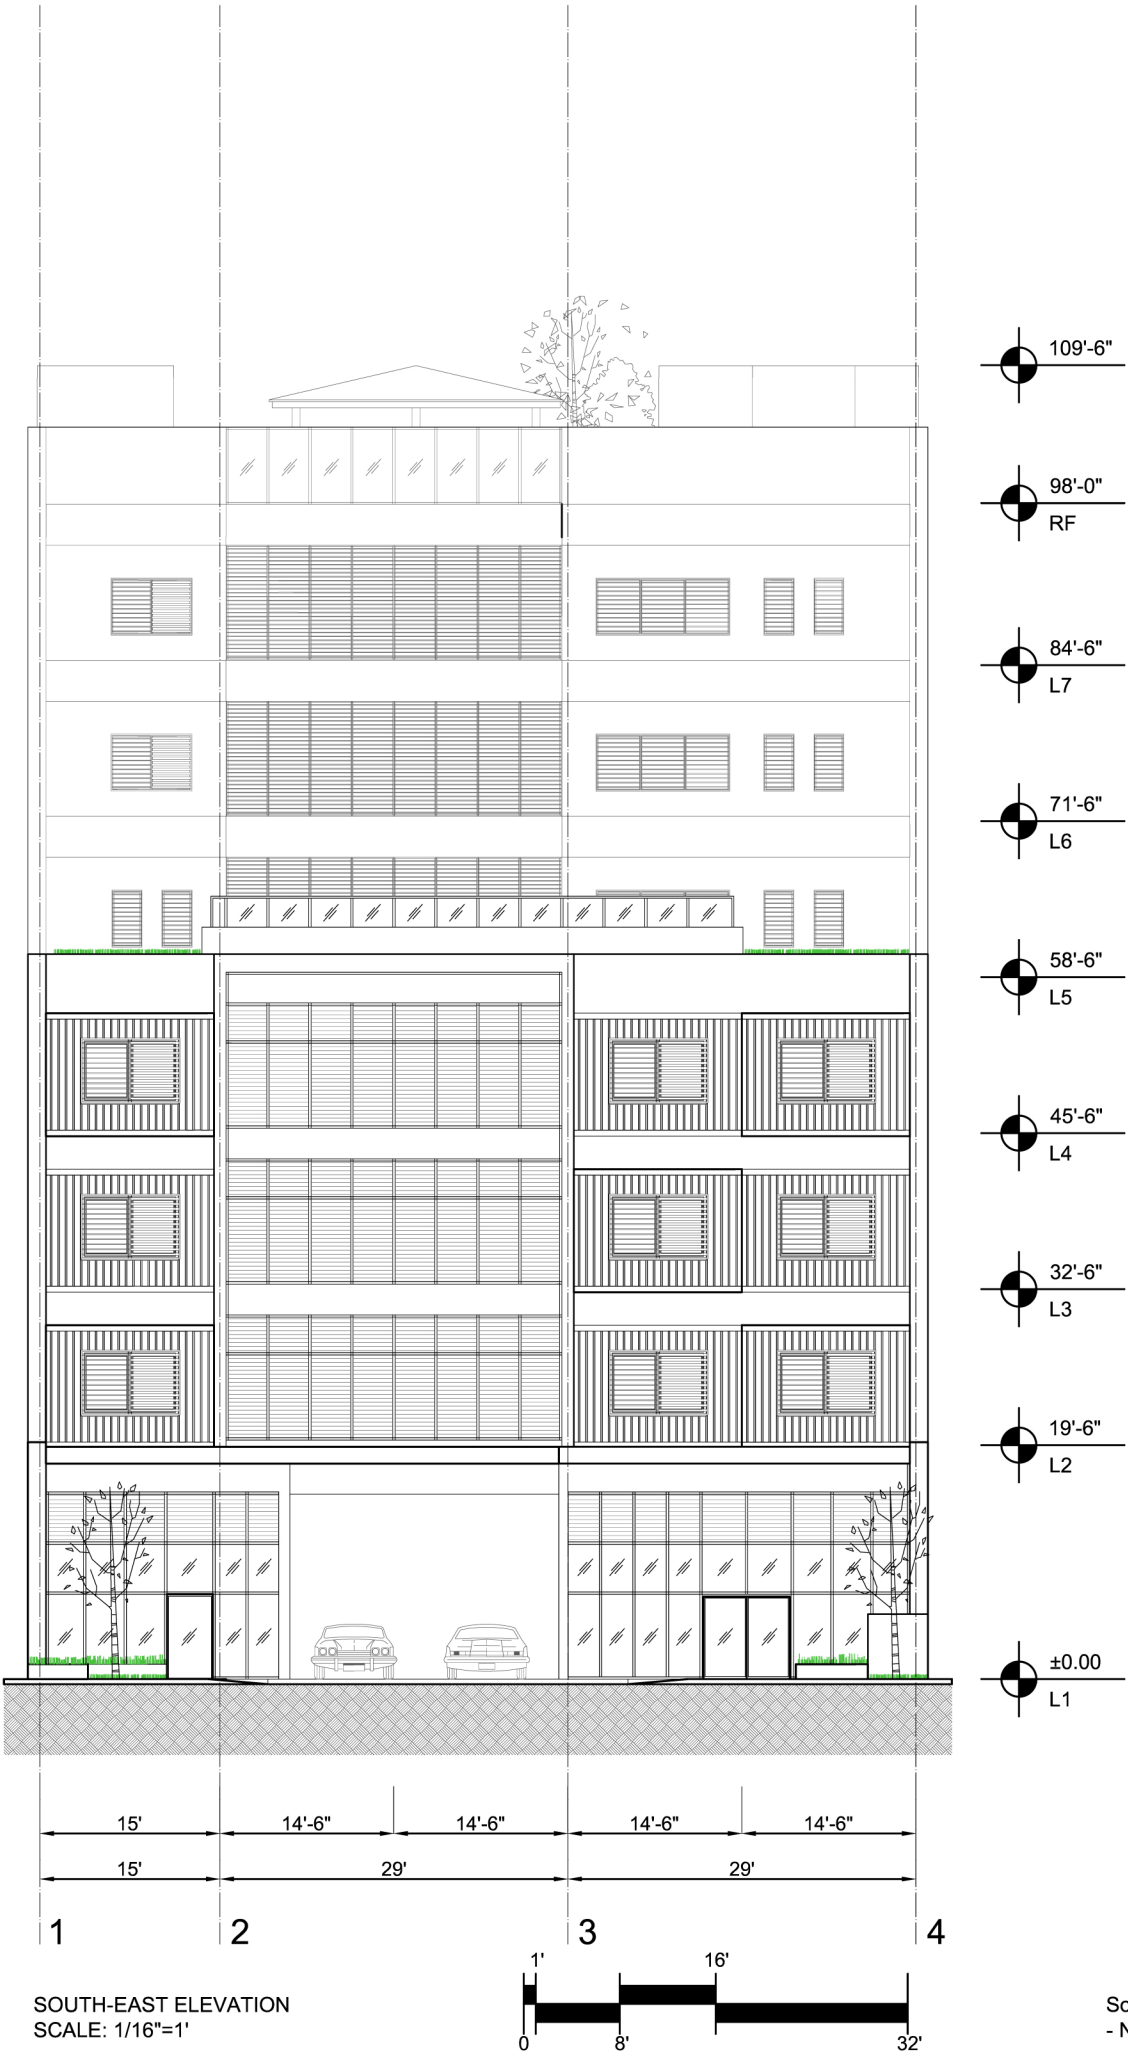 109'-6"
98'-0"
RF
84'-6"
L7
71'-6"
L6
58'-6"
L5
45'-6"
L4
32'-6"
L3
19'-6"
L2
±0.00
L1
15' 14'-6" 14'-6" 14'-6" 14'-6"
15' 29' 29'
1 2 3 4
1' 16'
0 8' 32'
SOUTH-EAST ELEVATION
SCALE: 1/16"=1'